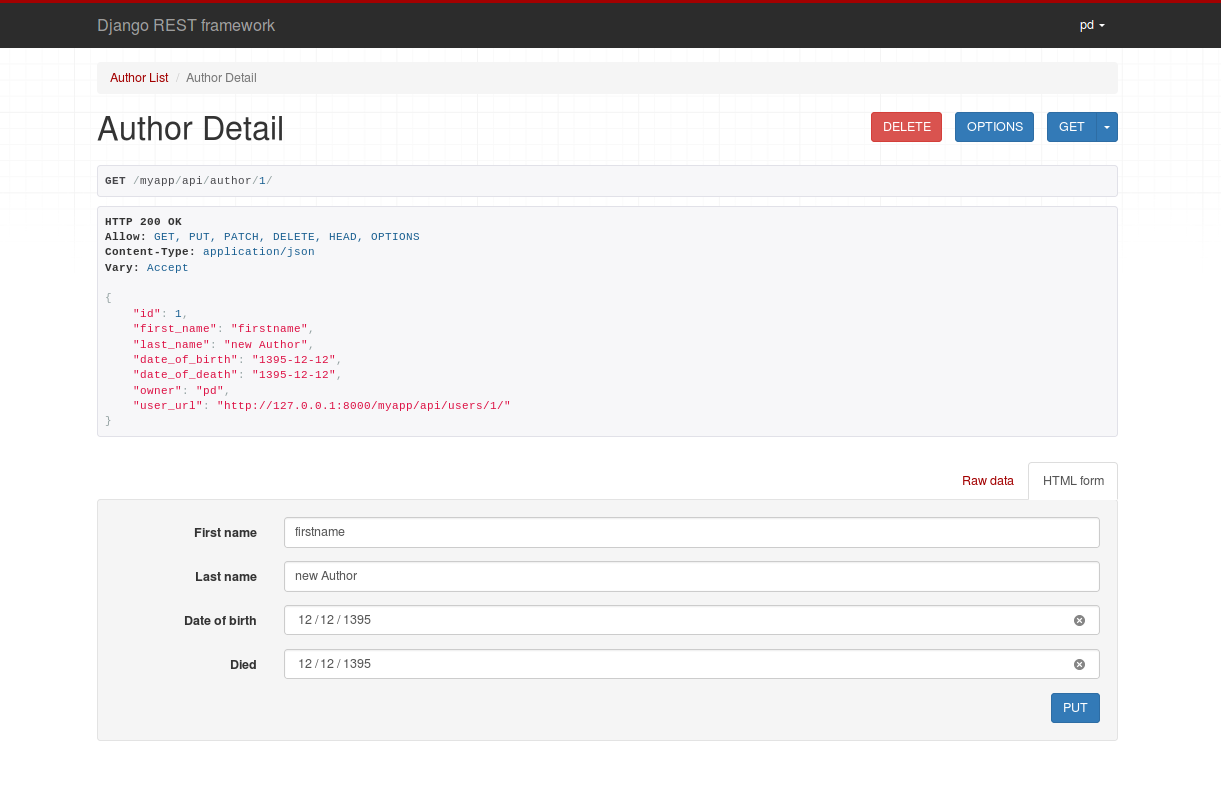 Django REST framework
pd
Author List / Author Detail
Author Detail
DELETE
OPTIONS
GET
GET /myapp/api/author/1/
HTTP 200 OK
Allow: GET, PUT, PATCH, DELETE, HEAD, OPTIONS
Content-Type: application/json
Vary: Accept
{
    "id": 1,
    "first_name": "firstname",
    "last_name": "new Author",
    "date_of_birth": "1395-12-12",
    "date_of_death": "1395-12-12",
    "owner": "pd",
    "user_url": "http://127.0.0.1:8000/myapp/api/users/1/"
}
Raw data
HTML form
First name
firstname
Last name
new Author
Date of birth
12 / 12 / 1395
Died
12 / 12 / 1395
PUT